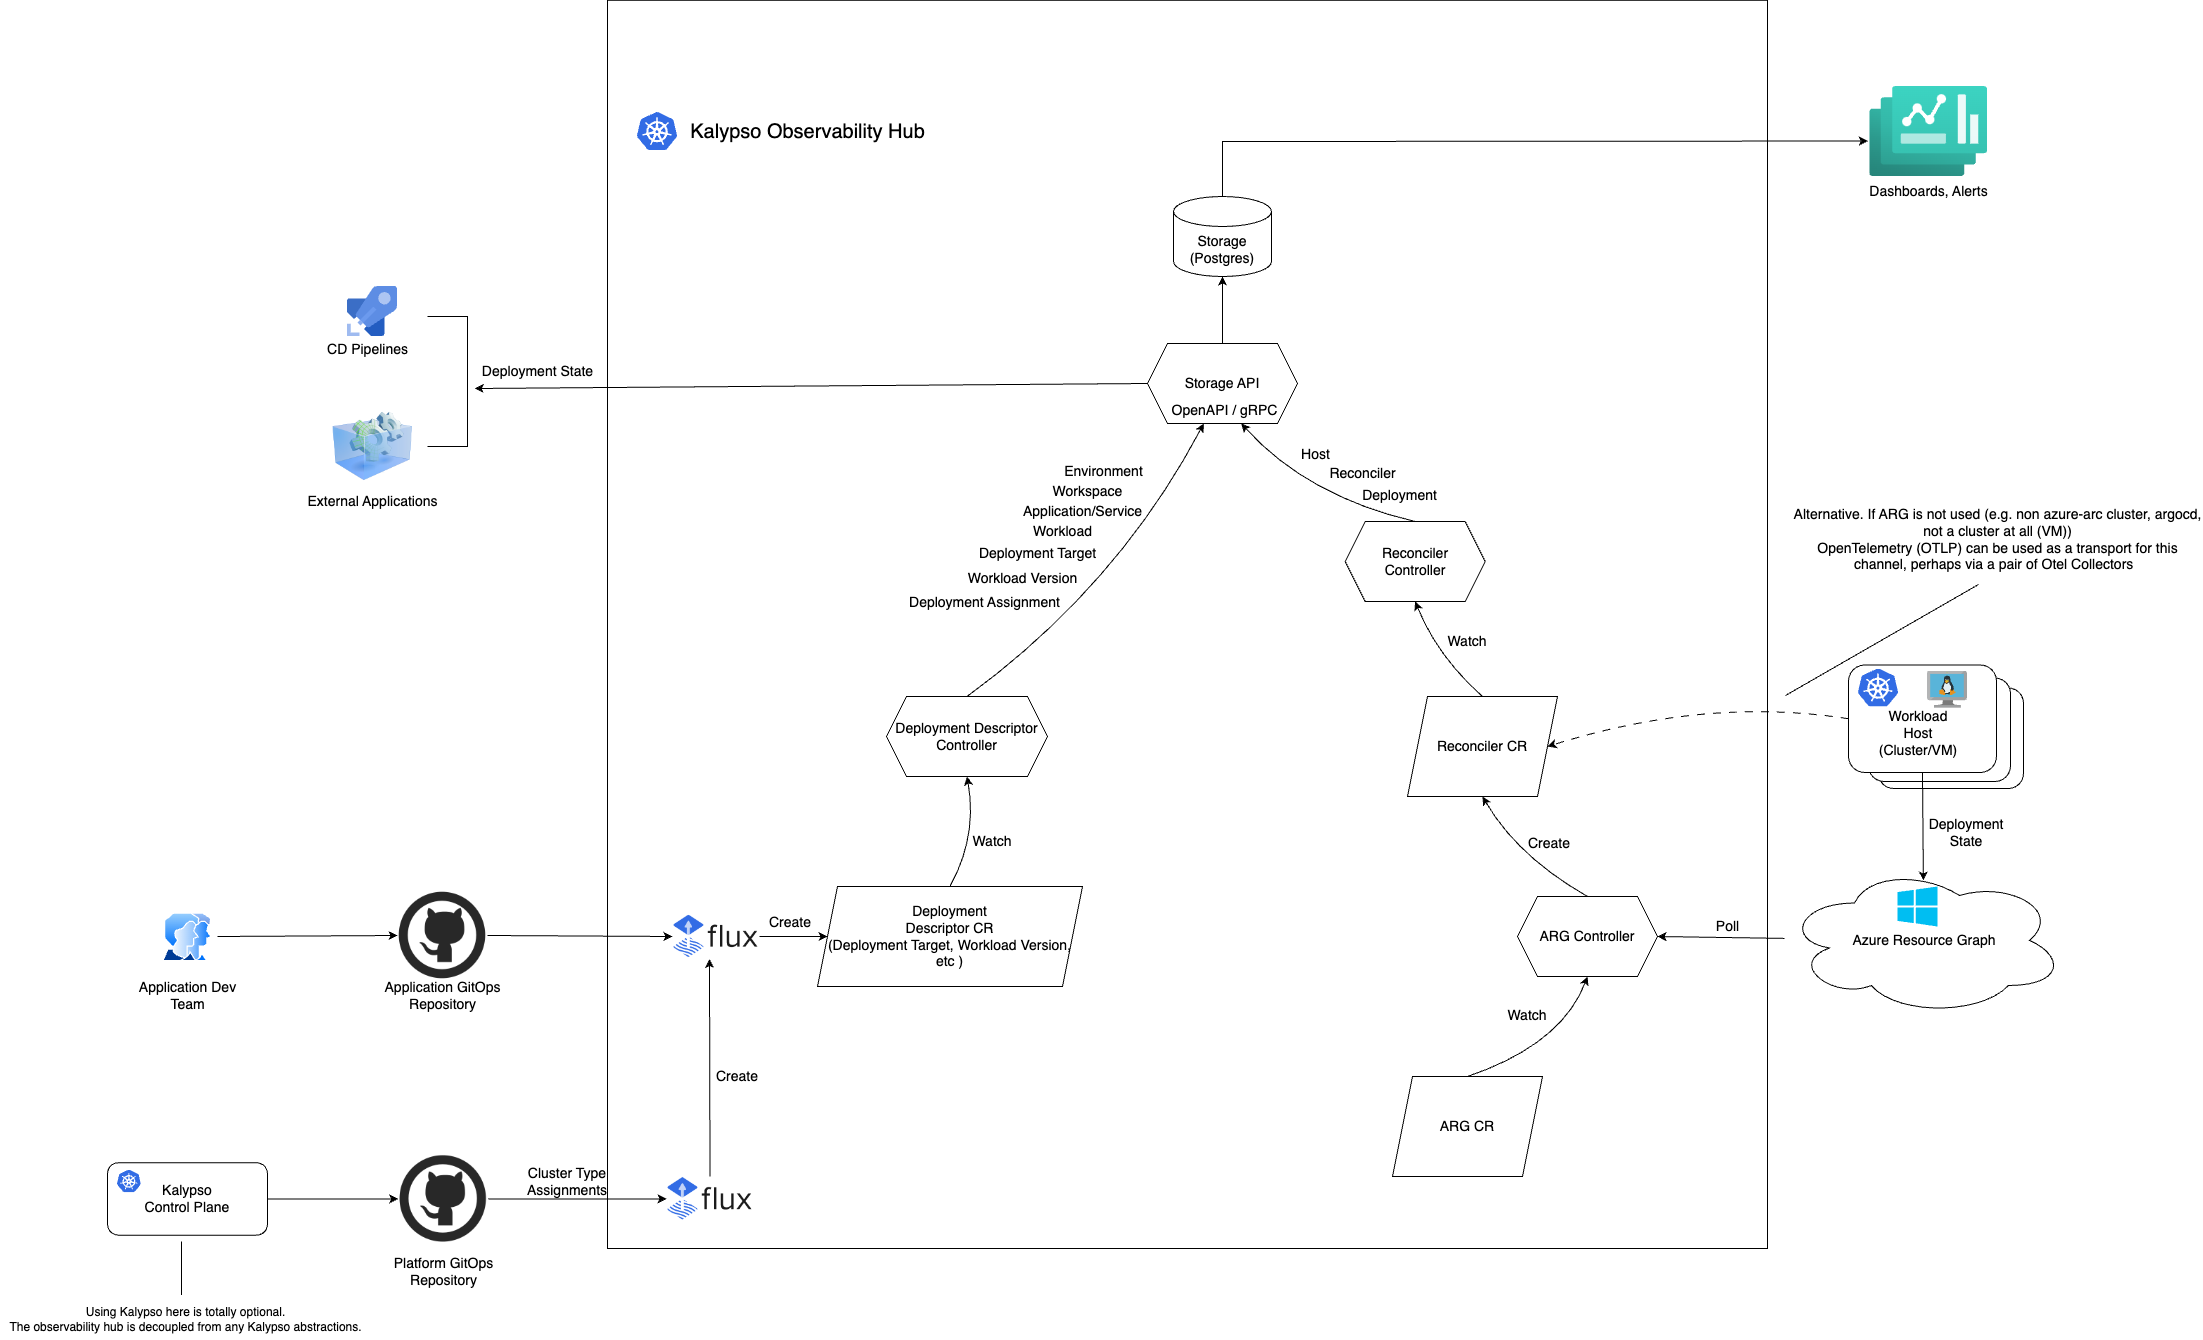 Kalypso Observability Hub
Dashboards, Alerts
Storage
(Postgres)
CD Pipelines
Deployment State
Storage API
OpenAPI / gRPC
External Applications
Environment
Workspace
Application/Service
Workload
Deployment Target
Workload Version
Deployment Assignment
Host
Reconciler
Deployment
Reconciler
Controller
Alternative. If ARG is not used (e.g. non azure-arc cluster, argocd,
not a cluster at all (VM))
OpenTelemetry (OTLP) can be used as a transport for this
channel, perhaps via a pair of Otel Collectors
Watch
Deployment Descriptor
Controller
Reconciler CR
Workload
Host
(Cluster/VM)
Watch
Create
Deployment
State
Application Dev
Team
Application GitOps
Repository
flux
Create
Deployment
Descriptor CR
(Deployment Target, Workload Version,
etc )
ARG Controller
Poll
Azure Resource Graph
Watch
Create
ARG CR
Kalypso
Control Plane
Platform GitOps
Repository
Cluster Type
Assignments
flux
Using Kalypso here is totally optional.
The observability hub is decoupled from any Kalypso abstractions.